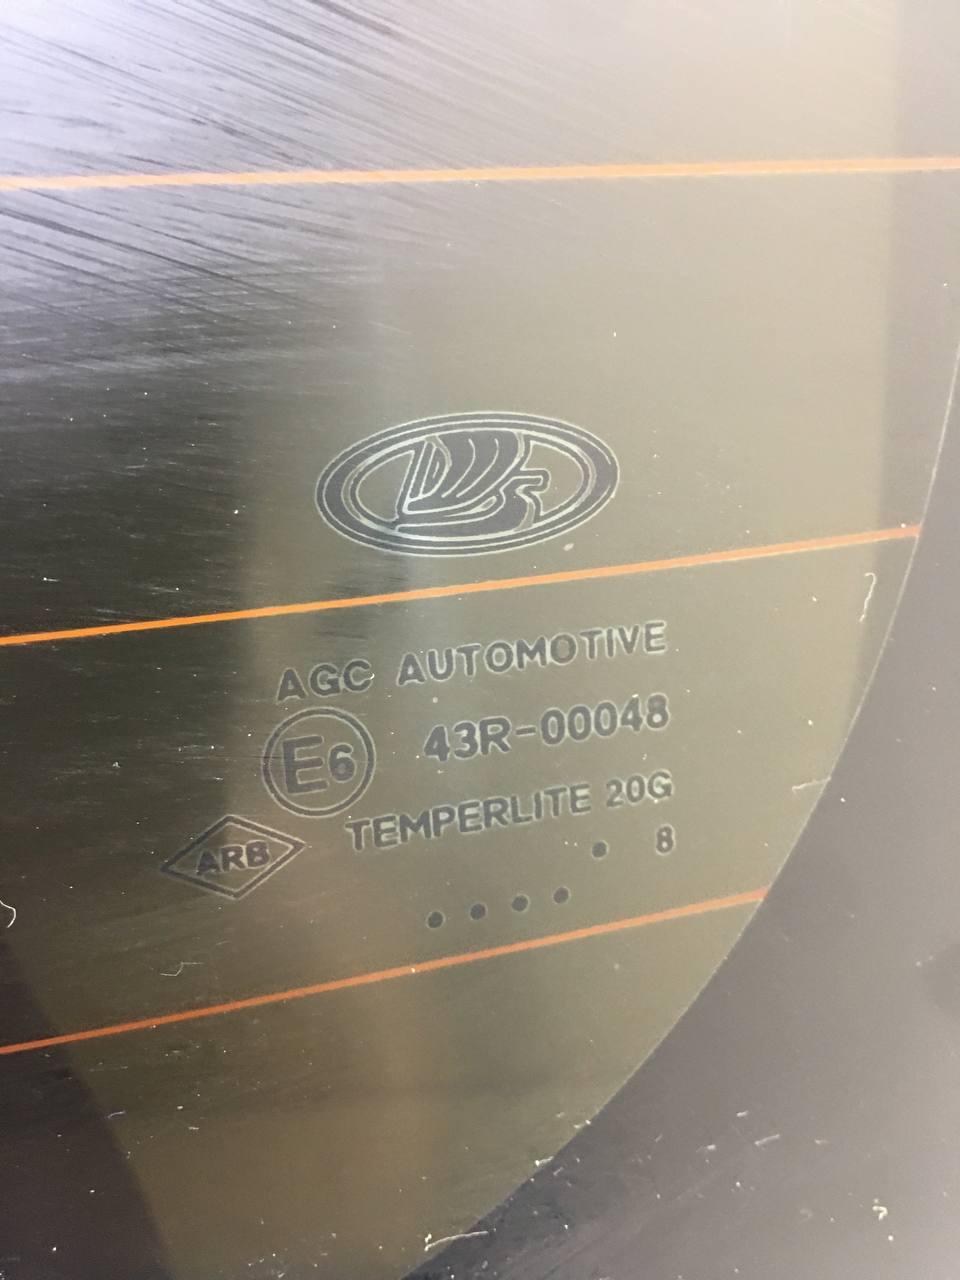 AGC AUTOMOTIVE
E6 43R-00048
TEMPERLITE 20G
ARB
8